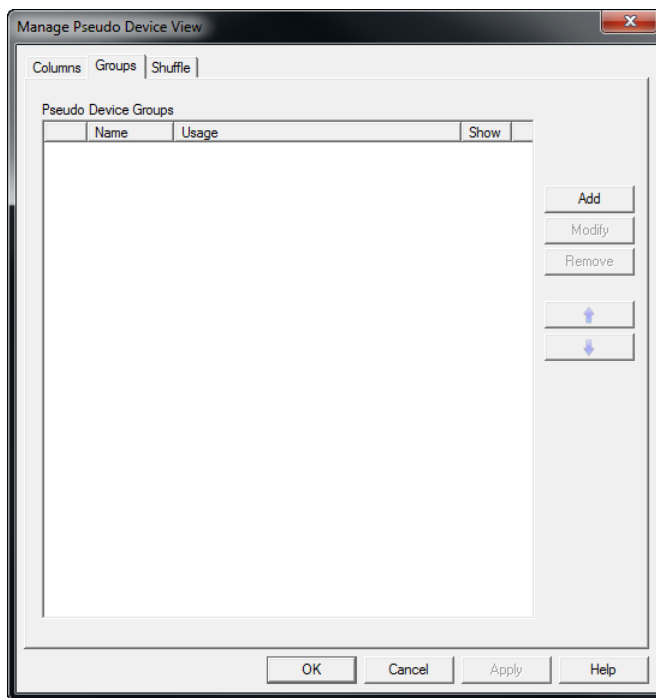 Manage Pseudo Device View
Columns Groups Shuffle
Pseudo Device Groups
Name Usage Show
Add
Modify
Remove
OK Cancel Apply Help